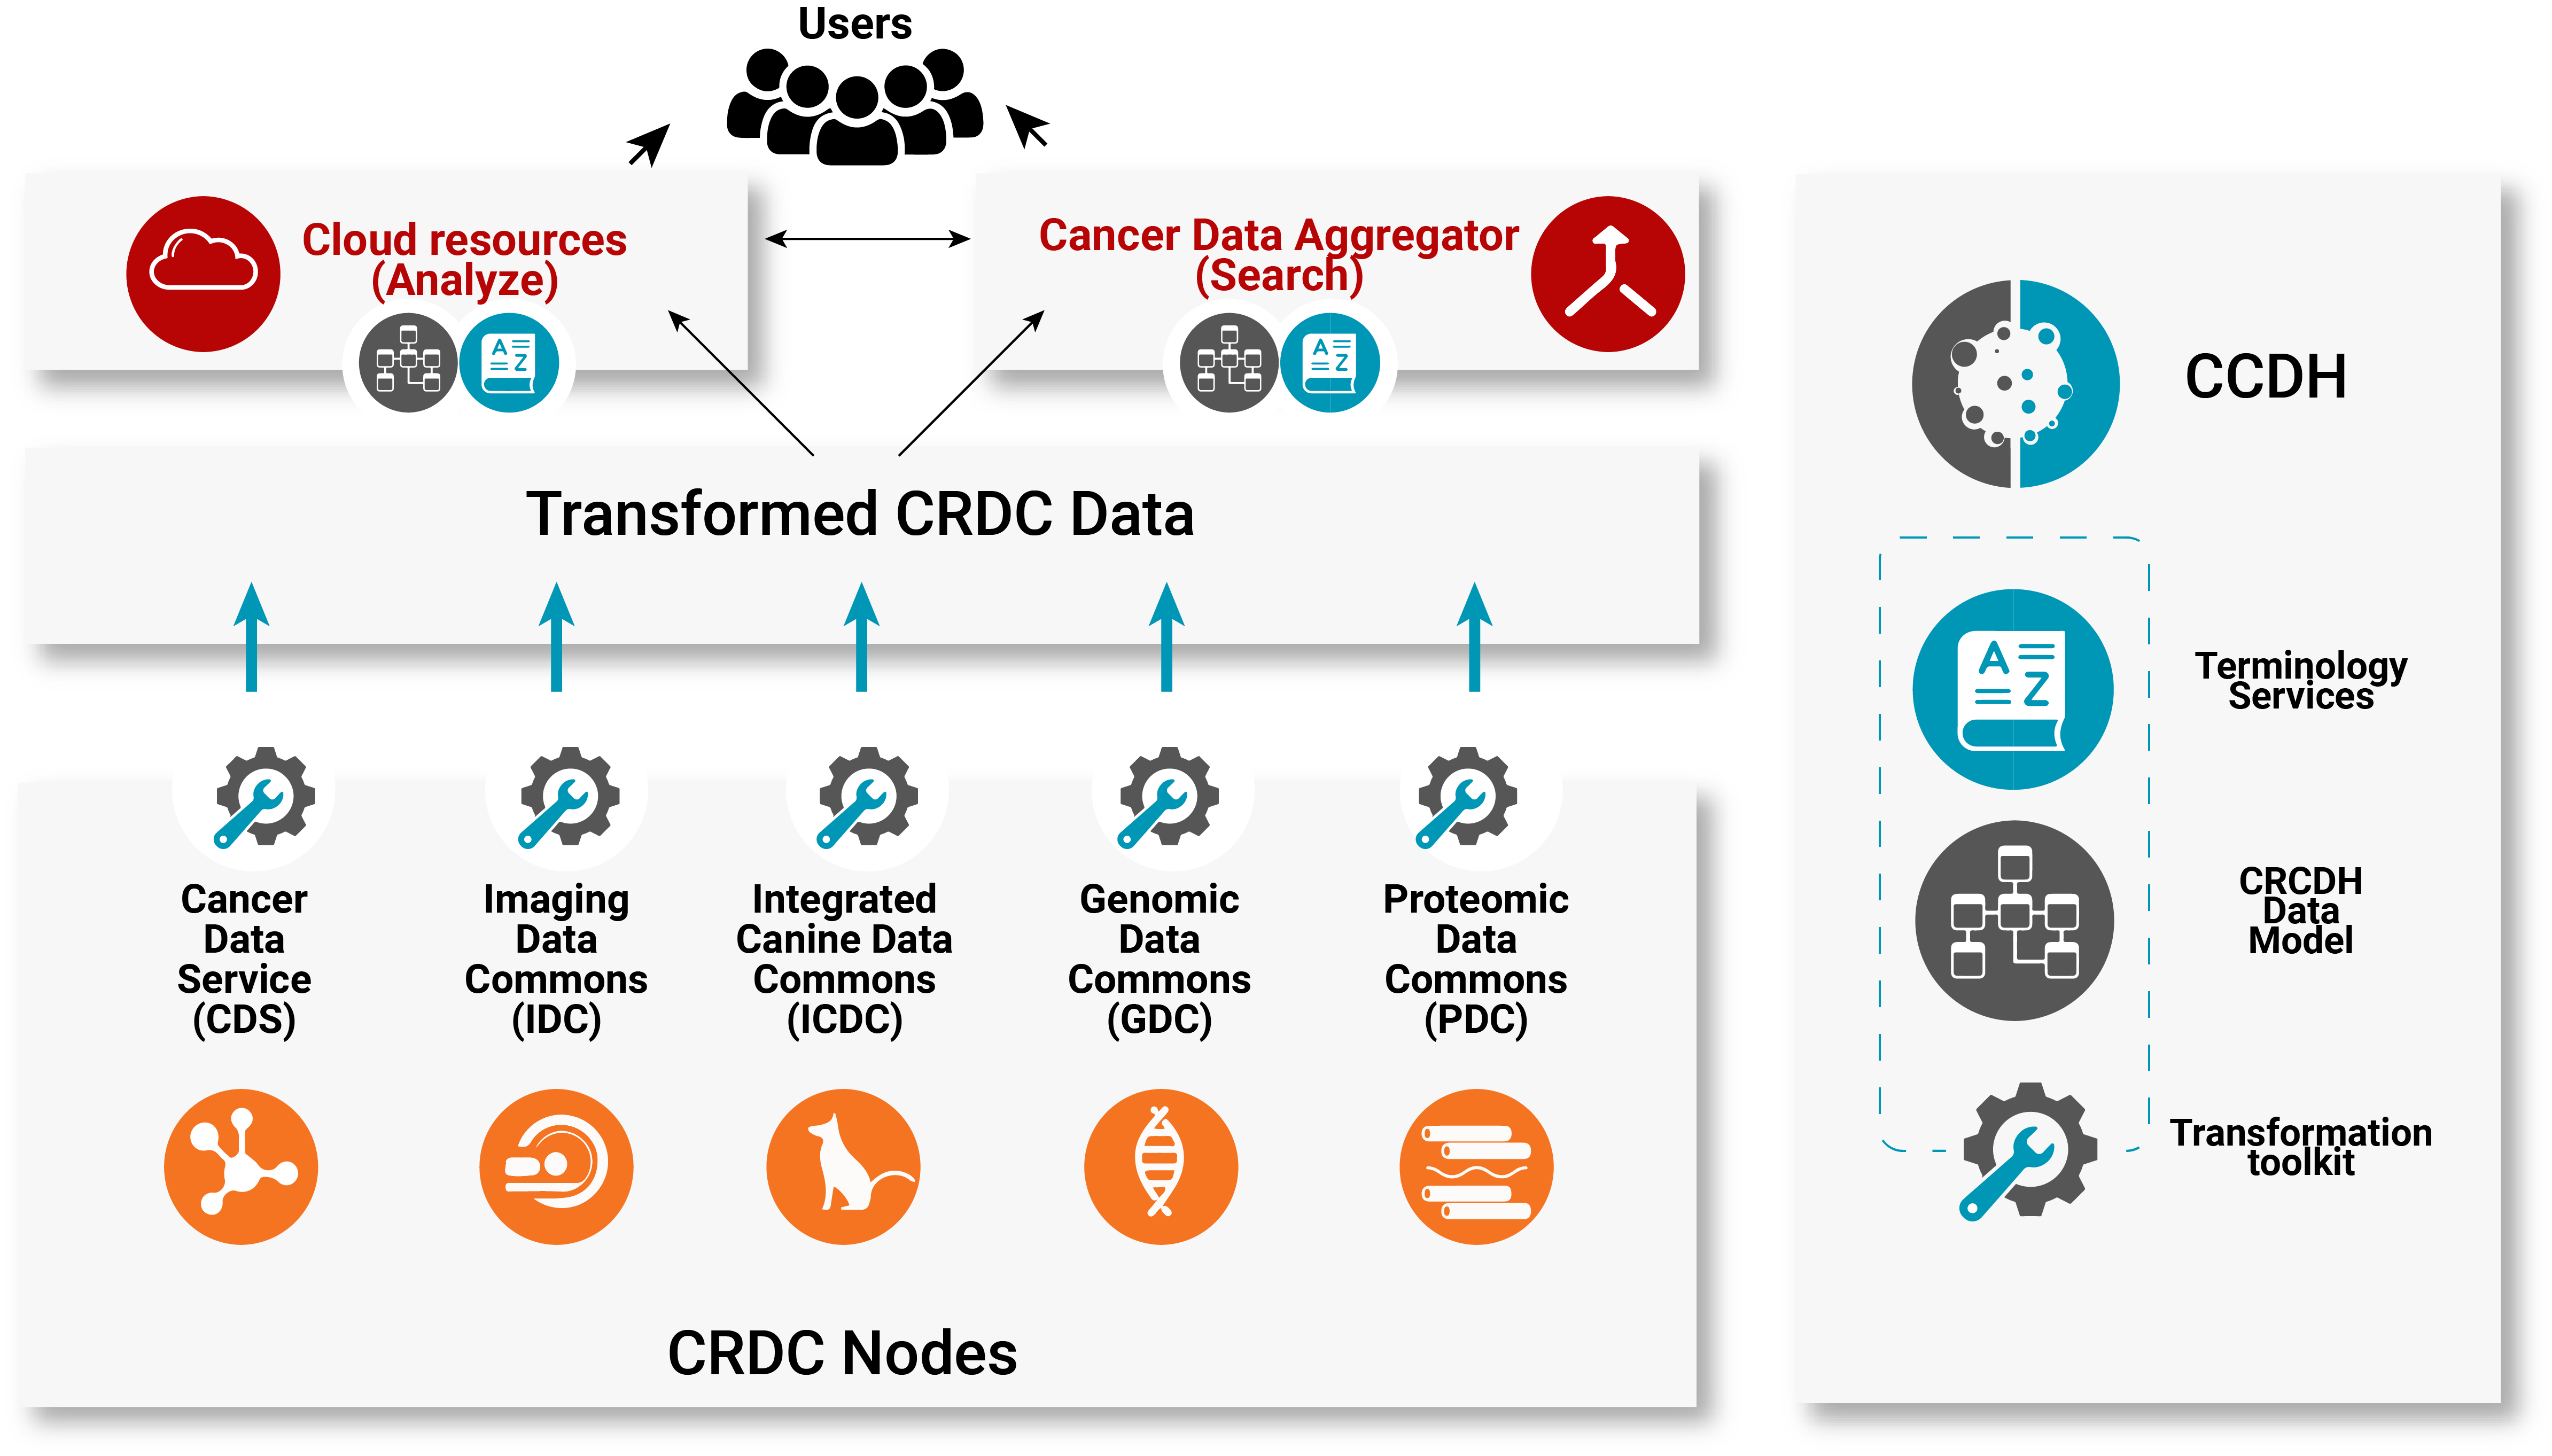 Users
Cloud resources
(Analyze)
Cancer Data Aggregator
(Search)
A
Z
A
Z
Transformed CRDC Data
Cancer
Data
Service
(CDS)
Imaging
Data
Commons
(IDC)
Integrated
Canine Data
Commons
(ICDC)
Genomic
Data
Commons
(GDC)
Proteomic
Data
Commons
(PDC)
CRDC Nodes
CCDH
A
Z
Terminology
Services
CRCDH
Data
Model
Transformation
toolkit